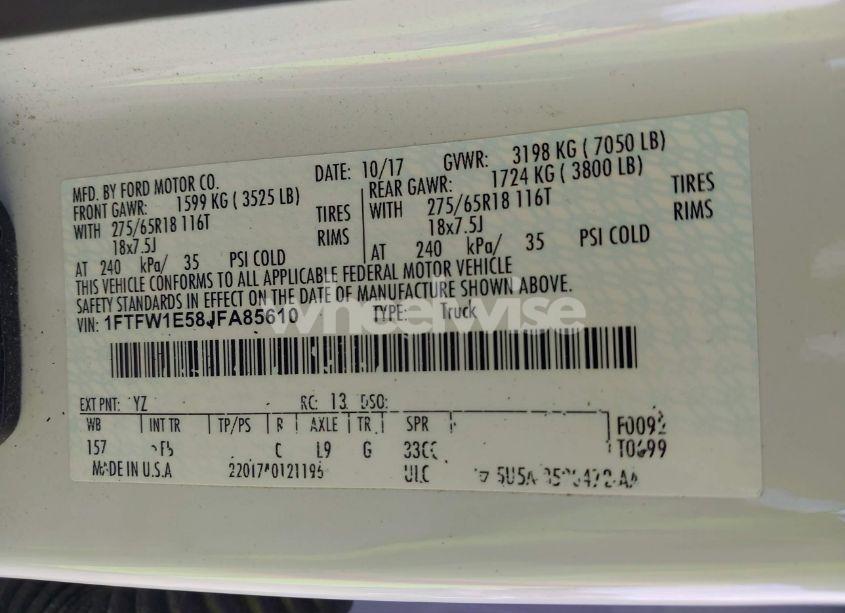 MFD. BY FORD MOTOR CO. DATE: 10/17 GVWR: 3198 KG ( 7050 LB)
FRONT GAWR: 1599 KG ( 3525 LB) REAR GAWR: 1724 KG ( 3800 LB)
WITH 275/65R18 116T TIRES WITH 275/65R18 116T TIRES
18x7.5J RIMS 18x7.5J RIMS
AT 240 kPa/ 35 PSI COLD AT 240 kPa/ 35 PSI COLD
THIS VEHICLE CONFORMS TO ALL APPLICABLE FEDERAL MOTOR VEHICLE
SAFETY STANDARDS IN EFFECT ON THE DATE OF MANUFACTURE SHOWN ABOVE.
VIN: 1FTFW1E58JFA85610 TYPE: Truck
wheelwise
EXT PNT: YZ RC: 13 DSO:
WB INT TR TP/PS R AXLE TR SPR F0092
157 C L9 G T0699
MADE IN U.S.A ULC